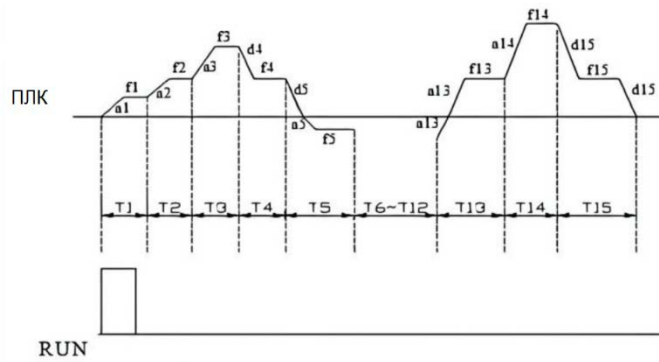 f14
f3
a14
d15
f2
d4
f13
f15
f1
a3
f4
a13
ПЛК
a2
d5
d15
a1
a5
a13
f5
T1 T2 T3 T4 T5 T6~T12 T13 T14 T15
RUN